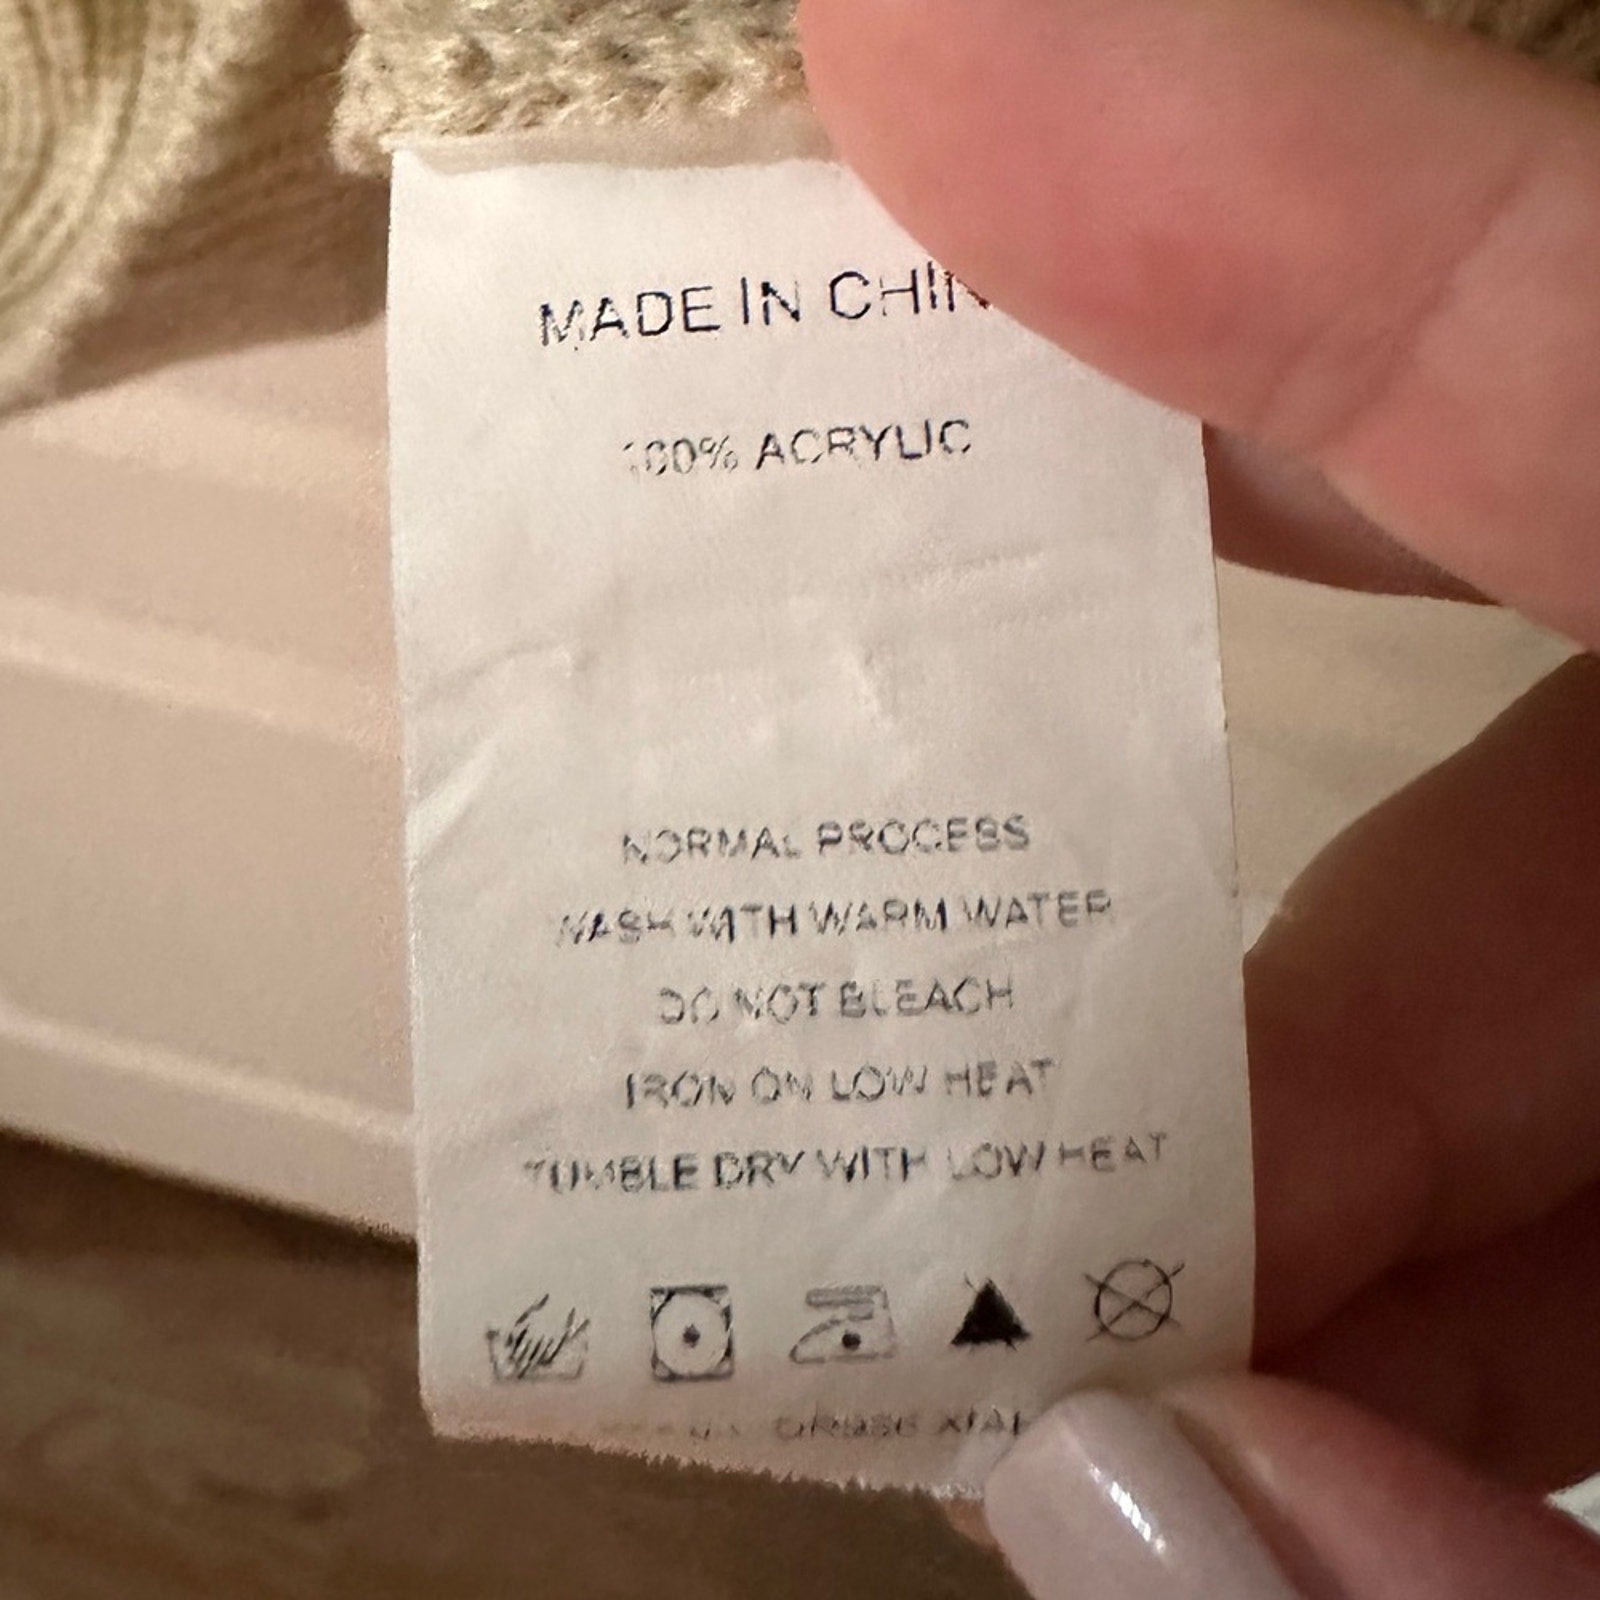 MADE IN CHIN
100% ACRYLIC
NORMAL PROCESS
WASH WITH WARM WATER
DO NOT BLEACH
IRON ON LOW HEAT
TUMBLE DRY WITH LOW HEAT